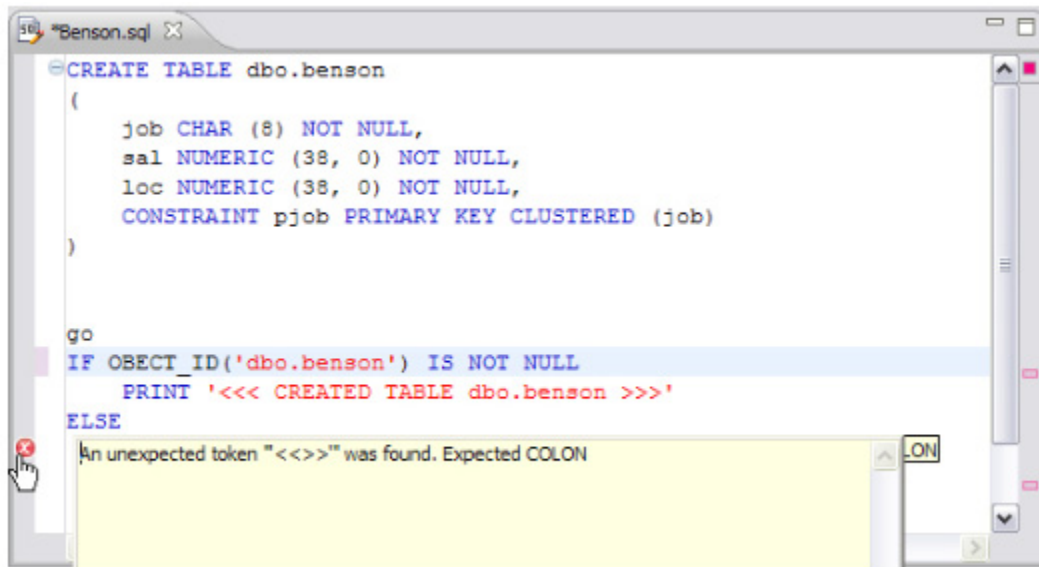 *Benson.sql
CREATE TABLE dbo.benson
(
job CHAR (8) NOT NULL,
sal NUMERIC (38, 0) NOT NULL,
loc NUMERIC (38, 0) NOT NULL,
CONSTRAINT pjob PRIMARY KEY CLUSTERED (job)
)
go
IF OBECT_ID('dbo.benson') IS NOT NULL
PRINT '<<< CREATED TABLE dbo.benson >>>'
ELSE
An unexpected token "'<<>>'" was found. Expected COLON
LON